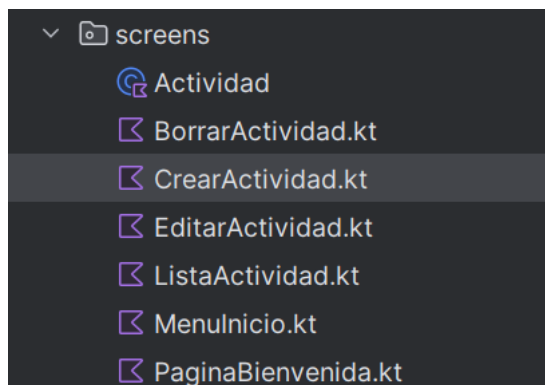 screens
Actividad
BorrarActividad.kt
CrearActividad.kt
EditarActividad.kt
ListaActividad.kt
MenuInicio.kt
PaginaBienvenida.kt